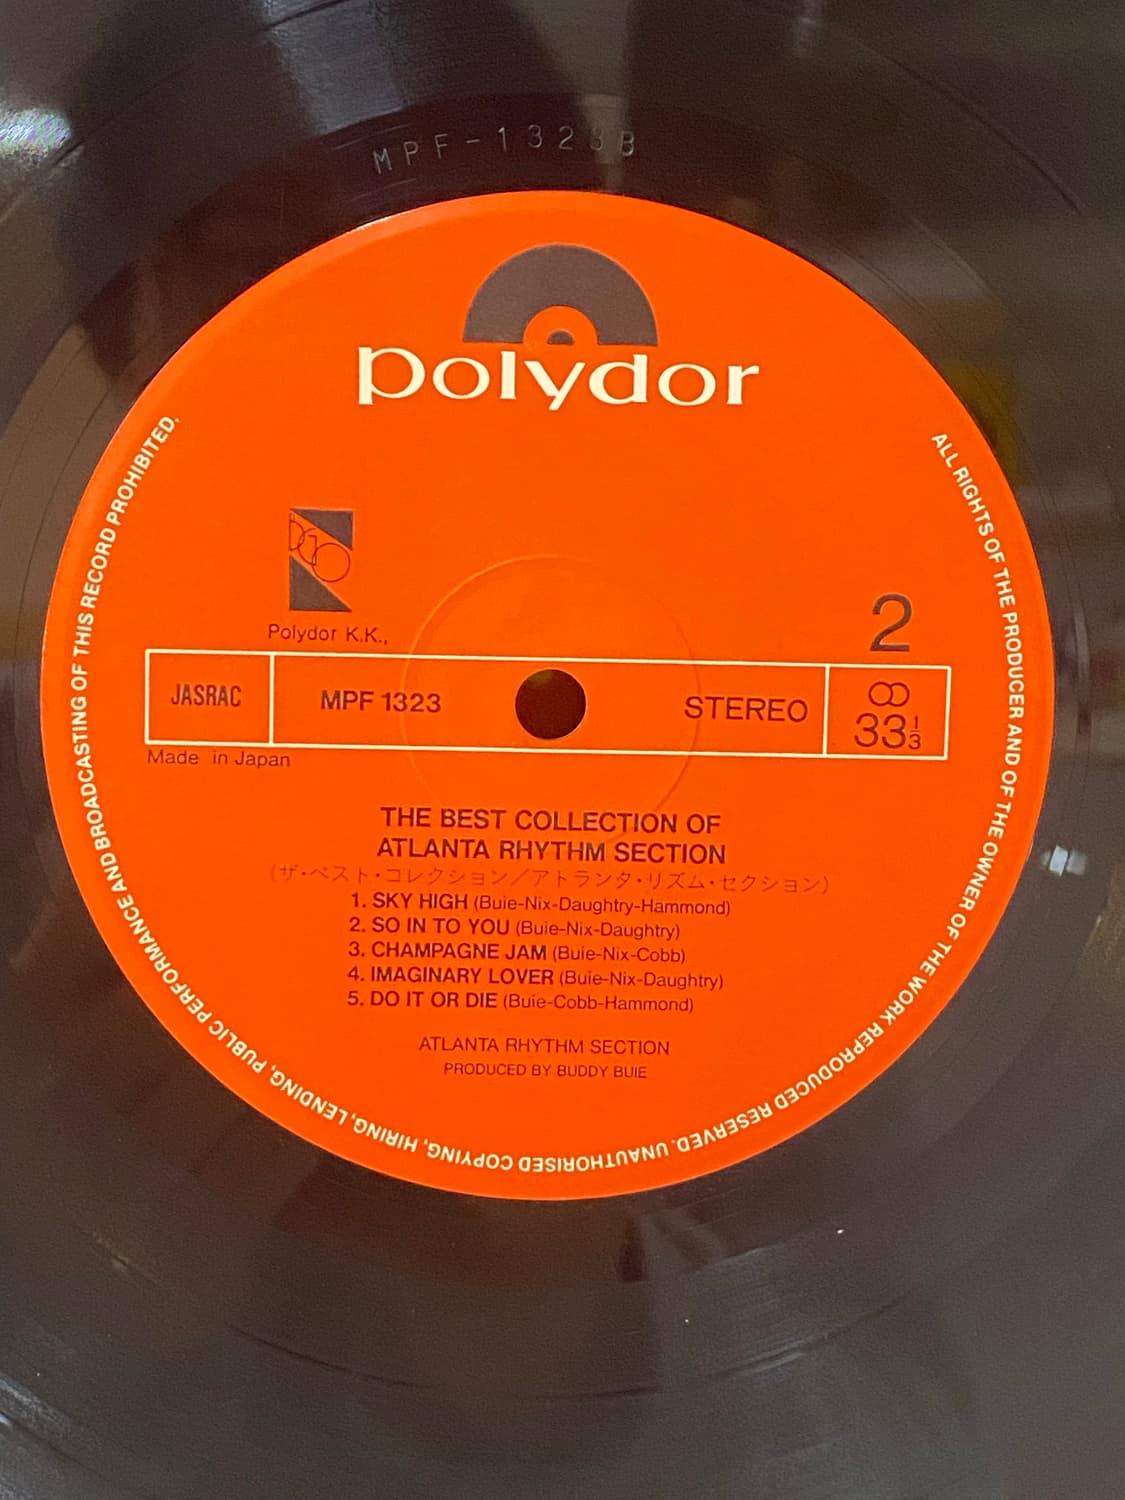 MPF-1323B
polydor
Polydor K.K.,
2
JASRAC
MPF 1323
STEREO
33 1/3
Made in Japan
THE BEST COLLECTION OF
ATLANTA RHYTHM SECTION
(ザ・ベスト・コレクション/アトランタ・リズム・セクション)
1. SKY HIGH (Buie-Nix-Daughtry-Hammond)
2. SO IN TO YOU (Buie-Nix-Daughtry)
3. CHAMPAGNE JAM (Buie-Nix-Cobb)
4. IMAGINARY LOVER (Buie-Nix-Daughtry)
5. DO IT OR DIE (Buie-Cobb-Hammond)
ATLANTA RHYTHM SECTION
PRODUCED BY BUDDY BUIE
ALL RIGHTS OF THE PRODUCER AND OF THE OWNER OF THE WORK REPRODUCED RESERVED. UNAUTHORISED COPYING, HIRING, LENDING, PUBLIC PERFORMANCE AND BROADCASTING OF THIS RECORD PROHIBITED.